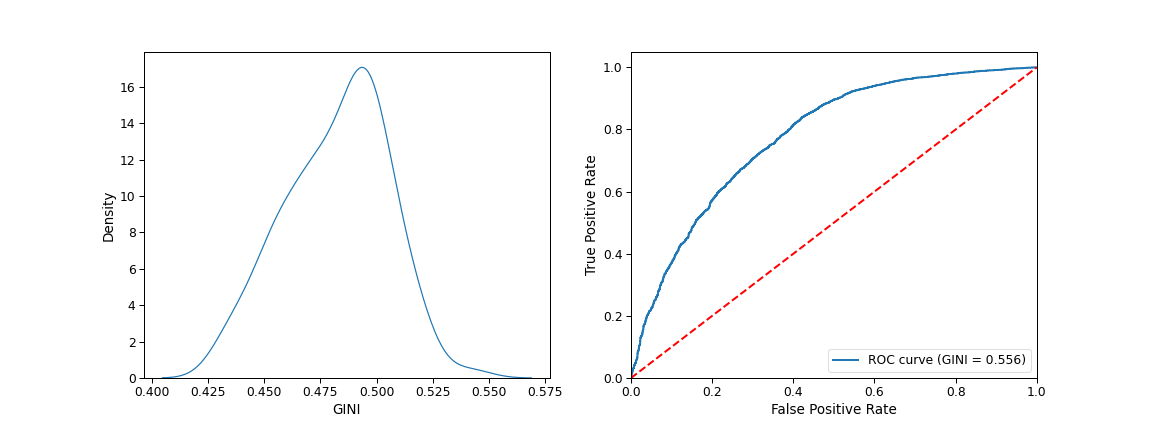 16
14
12
10
8
6
4
2
0
Density
0.400 0.425 0.450 0.475 0.500 0.525 0.550 0.575
GINI
1.0
0.8
0.6
0.4
0.2
0.0
True Positive Rate
ROC curve (GINI = 0.556)
0.0 0.2 0.4 0.6 0.8 1.0
False Positive Rate